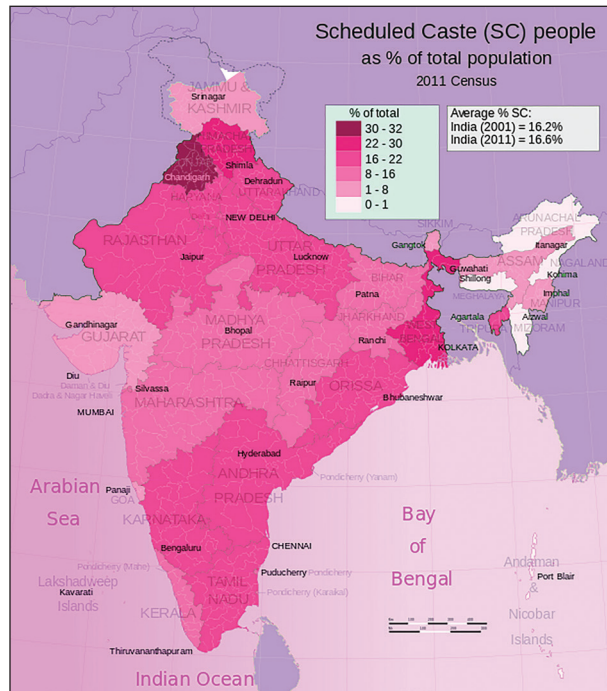 Scheduled Caste (SC) people
as % of total population
2011 Census
% of total
30 - 32
22 - 30
16 - 22
8 - 16
1 - 8
0 - 1
Average % SC:
India (2001) = 16.2%
India (2011) = 16.6%
JAMMU &
Srinagar
KASHMIR
PRADESH
Shimla
Chandigarh
Dehradun
UTTARAKHAND
HARYANA
NEW DELHI
RAJASTHAN
Jaipur
UTTAR
Lucknow
PRADESH
SIKKIM
Gangtok
ARUNACHAL
PRADESH
Itanagar
ASSAM
Guwahati
NAGALAND
Shillong
Kohima
MEGHALAYA
Imphal
MANIPUR
BIHAR
Patna
Agartala
Aizwal
TRIPURA
MIZORAM
JHARKHAND
Ranchi
WEST
BENGAL
KOLKATA
Gandhinagar
GUJARAT
MADHYA
Bhopal
PRADESH
CHHATTISGARH
Raipur
ORISSA
Bhubaneshwar
Diu
Daman & Diu
Dadra & Nagar Haveli
Silvassa
MUMBAI
MAHARASHTRA
Hyderabad
ANDHRA
PRADESH
Pondicherry (Yanam)
Arabian
Sea
Panaji
GOA
KARNATAKA
Bay
of
Bengal
Bengaluru
CHENNAI
Pondicherry (Mahe)
Puducherry
Pondicherry
Lakshadweep
Kavarati
Islands
TAMIL
NADU
Pondicherry (Karaikal)
KERALA
Andaman
Port Blair
&
Nicobar
Islands
Thiruvananthapuram
Indian Ocean